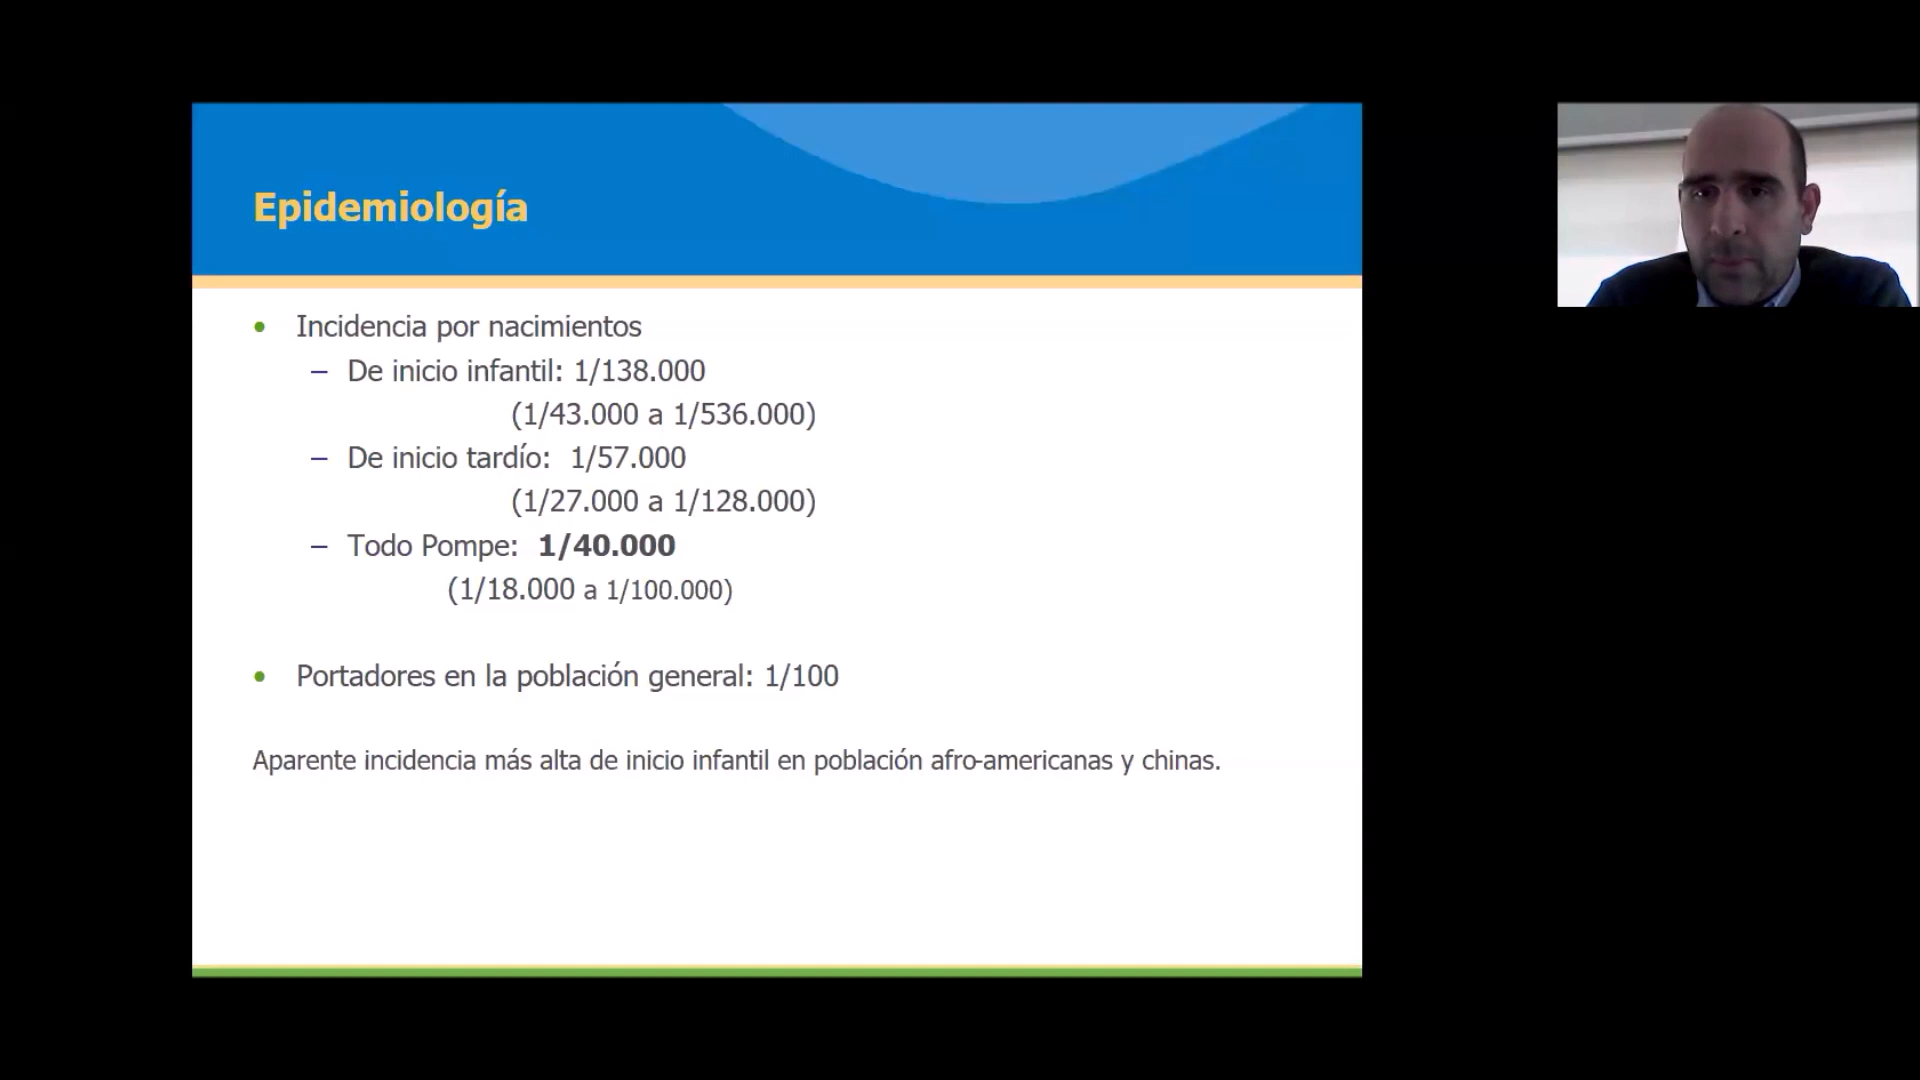 Epidemiología
• Incidencia por nacimientos
– De inicio infantil: 1/138.000
(1/43.000 a 1/536.000)
– De inicio tardío: 1/57.000
(1/27.000 a 1/128.000)
– Todo Pompe: 1/40.000
(1/18.000 a 1/100.000)
• Portadores en la población general: 1/100
Aparente incidencia más alta de inicio infantil en población afro-americanas y chinas.